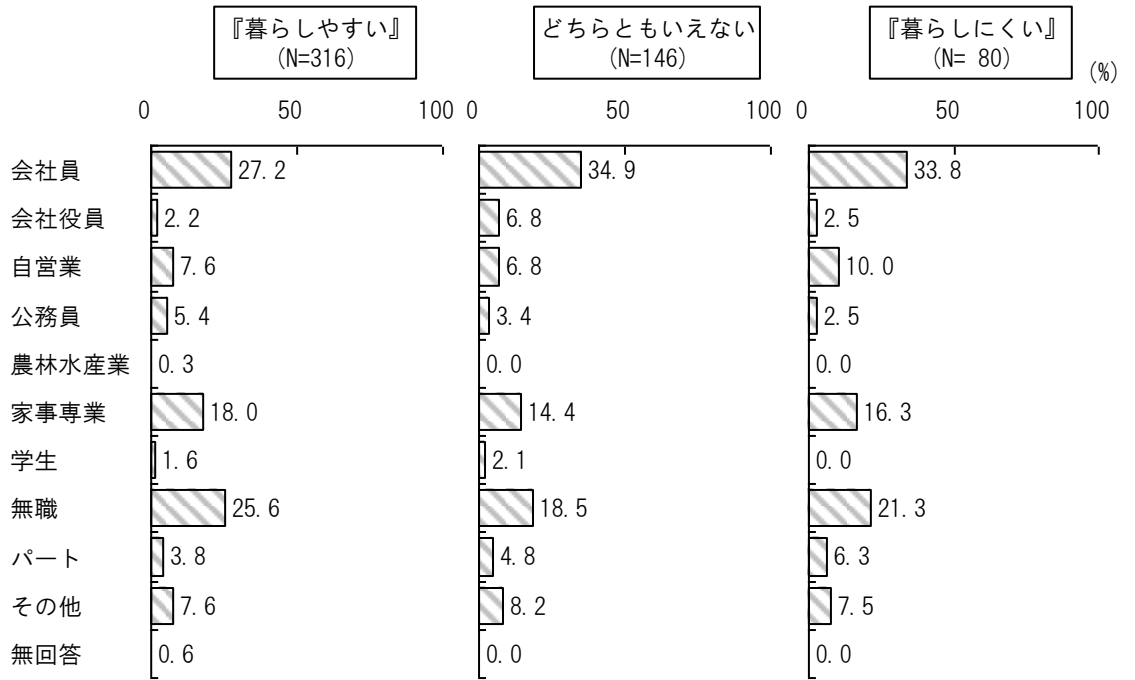 『暮らしやすい』
(N=316)
どちらともいえない
(N=146)
『暮らしにくい』
(N= 80)
(%)
0 50 100 0 50 100 0 50 100
会社員 27.2 34.9 33.8
会社役員 2.2 6.8 2.5
自営業 7.6 6.8 10.0
公務員 5.4 3.4 2.5
農林水産業 0.3 0.0 0.0
家事専業 18.0 14.4 16.3
学生 1.6 2.1 0.0
無職 25.6 18.5 21.3
パート 3.8 4.8 6.3
その他 7.6 8.2 7.5
無回答 0.6 0.0 0.0